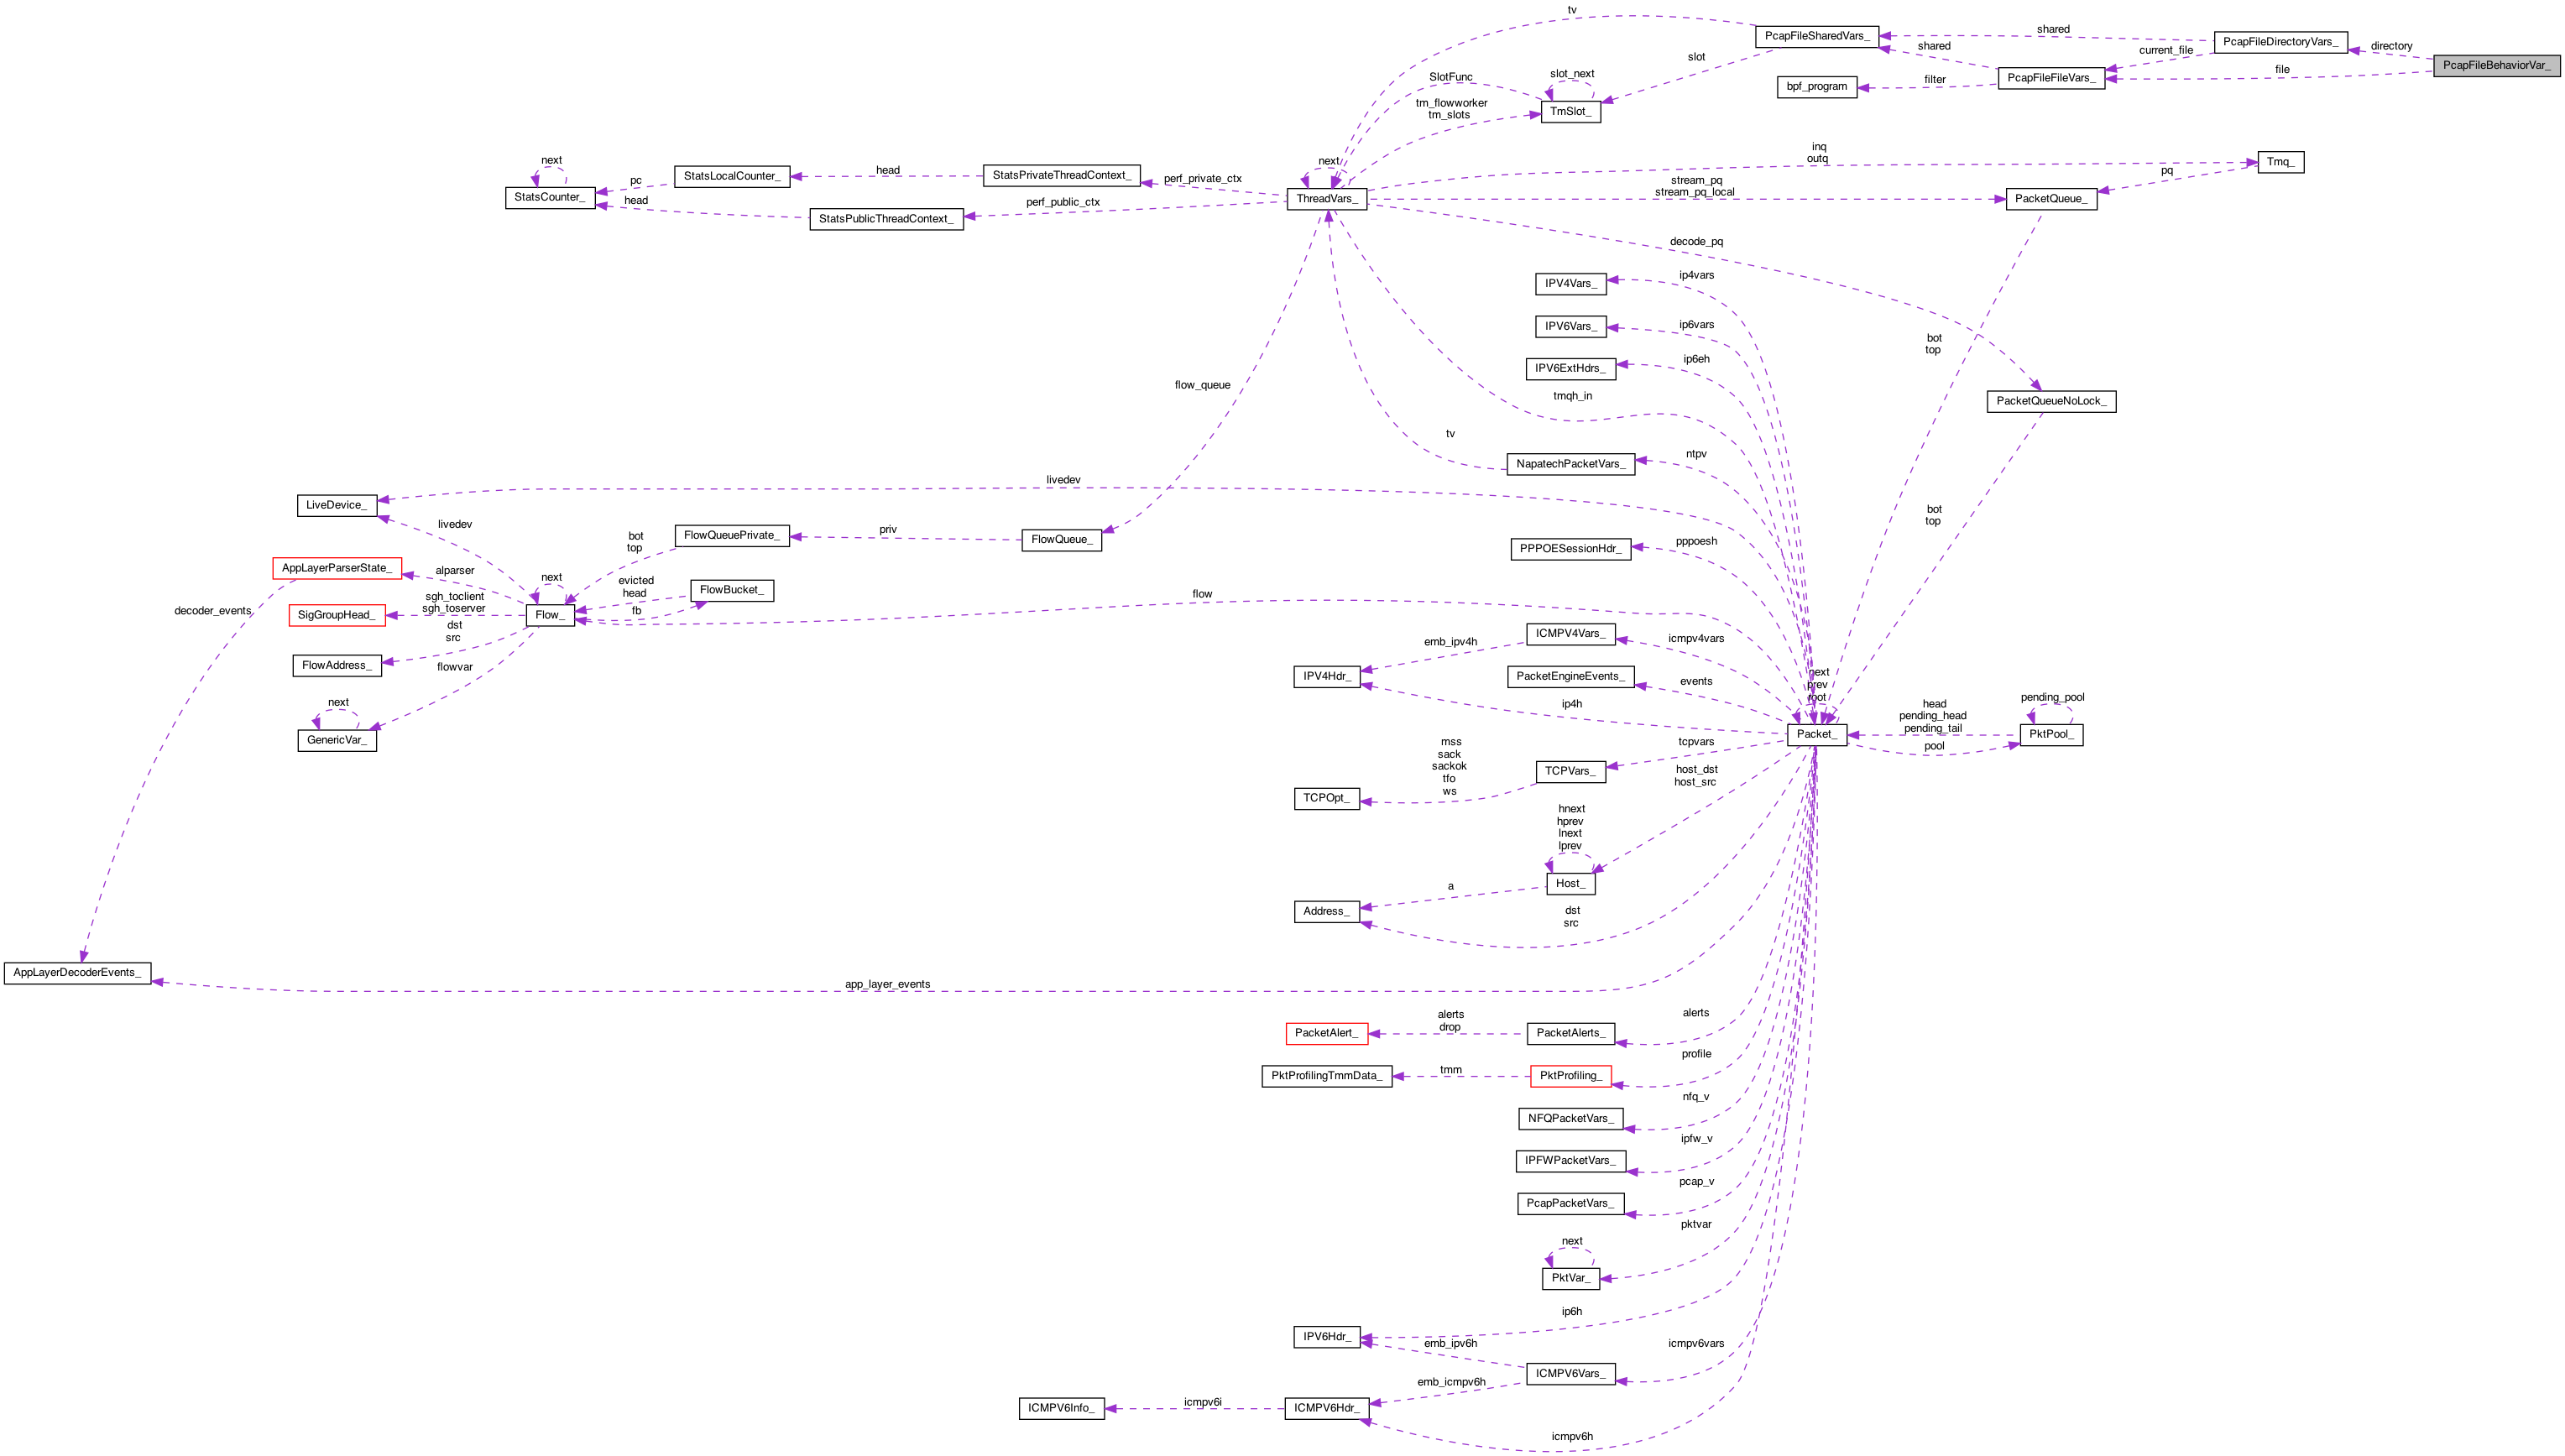 tv
PcapFileSharedVars_
shared
PcapFileDirectoryVars_
directory
PcapFileBehaviorVar_
shared
current_file
slot
file
SlotFunc
slot_next
bpf_program
filter
PcapFileFileVars_
tm_flowworker
tm_slots
TmSlot_
inq
outq
Tmq_
next
StatsCounter_
pc
head
StatsLocalCounter_
head
StatsPrivateThreadContext_
perf_private_ctx
next
ThreadVars_
stream_pq
stream_pq_local
pq
PacketQueue_
StatsPublicThreadContext_
perf_public_ctx
decode_pq
IPV4Vars_
ip4vars
IPV6Vars_
ip6vars
bot
top
IPV6ExtHdrs_
ip6eh
flow_queue
tmqh_in
PacketQueueNoLock_
tv
NapatechPacketVars_
ntpv
livedev
LiveDevice_
livedev
bot
top
FlowQueuePrivate_
priv
FlowQueue_
bot
top
PPPOESessionHdr_
pppoesh
AppLayerParserState_
alparser
next
evicted
head
FlowBucket_
decoder_events
SigGroupHead_
sgh_toclient
sgh_toserver
Flow_
fb
flow
dst
src
FlowAddress_
flowvar
emb_ipv4h
ICMPV4Vars_
icmpv4vars
IPV4Hdr_
PacketEngineEvents_
events
next
prev
root
ip4h
next
GenericVar_
Packet_
head
pending_head
pending_tail
pool
pending_pool
PktPool_
mss
sack
sackok
tfo
ws
TCPOpt_
TCPVars_
tcpvars
host_dst
host_src
hnext
hprev
lnext
lprev
Host_
a
Address_
dst
src
AppLayerDecoderEvents_
app_layer_events
PacketAlert_
alerts
drop
PacketAlerts_
alerts
PktProfilingTmmData_
tmm
PktProfiling_
profile
NFQPacketVars_
nfq_v
IPFWPacketVars_
ipfw_v
PcapPacketVars_
pcap_v
next
PktVar_
pktvar
IPV6Hdr_
ip6h
emb_ipv6h
ICMPV6Vars_
icmpv6vars
emb_icmpv6h
ICMPV6Info_
icmpv6i
ICMPV6Hdr_
icmpv6h